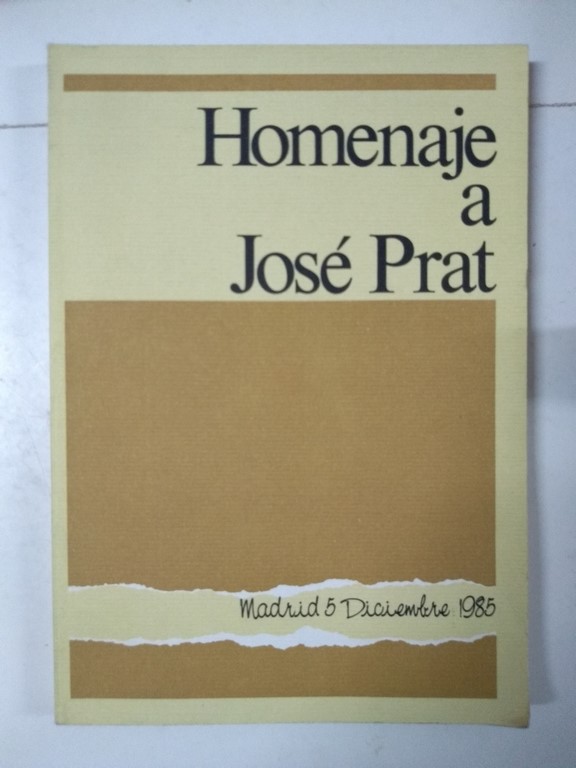 Homenaje
a
José Prat
Madrid 5 Diciembre 1985